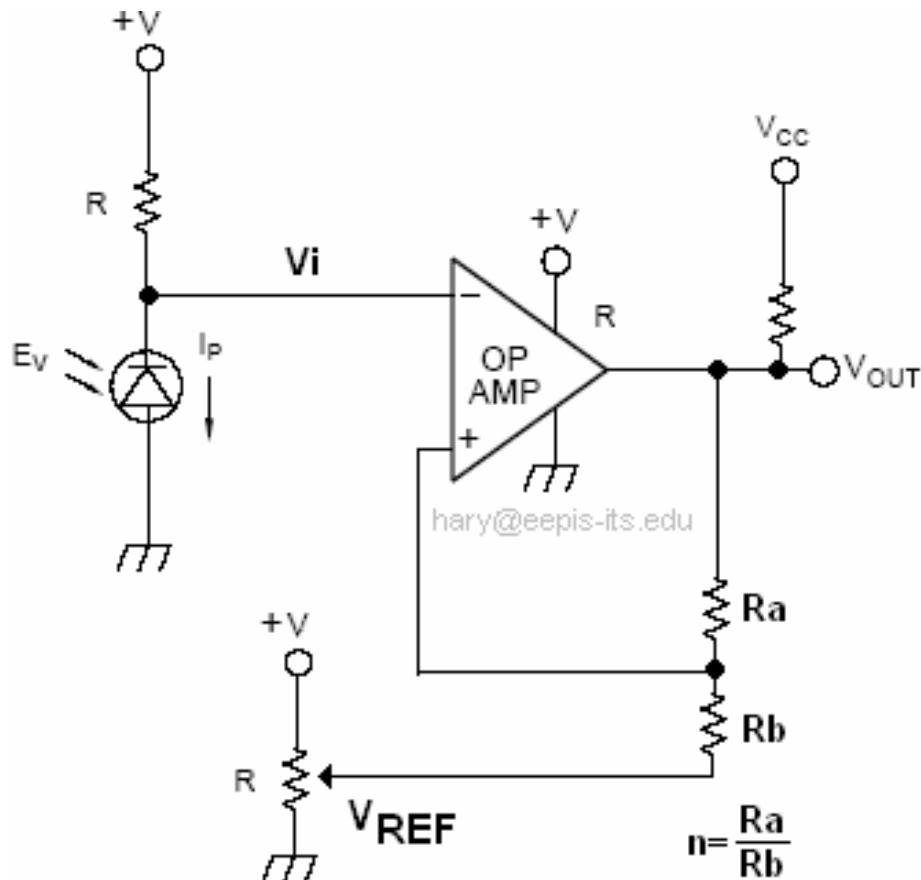 +V
R
Vi
EV
IP
+V
VCC
R
−
OP
AMP
+
VOUT
hary@eepis-its.edu
Ra
+V
Rb
R
VREF
n=Ra/Rb